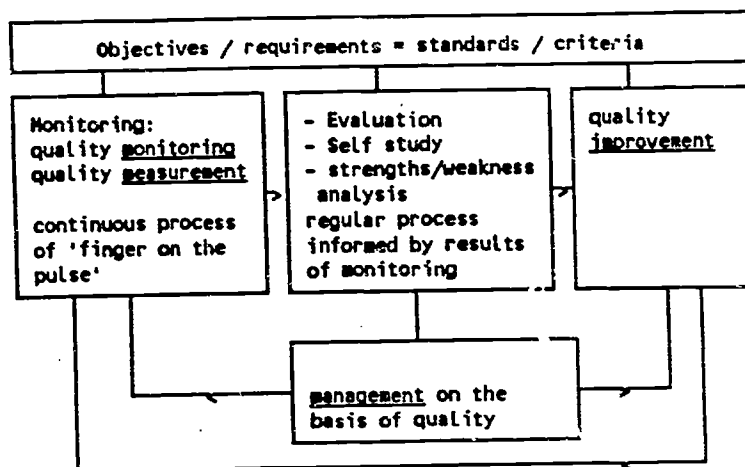 Objectives / requirements = standards / criteria
Monitoring:
quality monitoring
quality measurement
continuous process
of 'finger on the
pulse'
- Evaluation
- Self study
- strengths/weakness
analysis
regular process
informed by results
of monitoring
quality
improvement
management on the
basis of quality